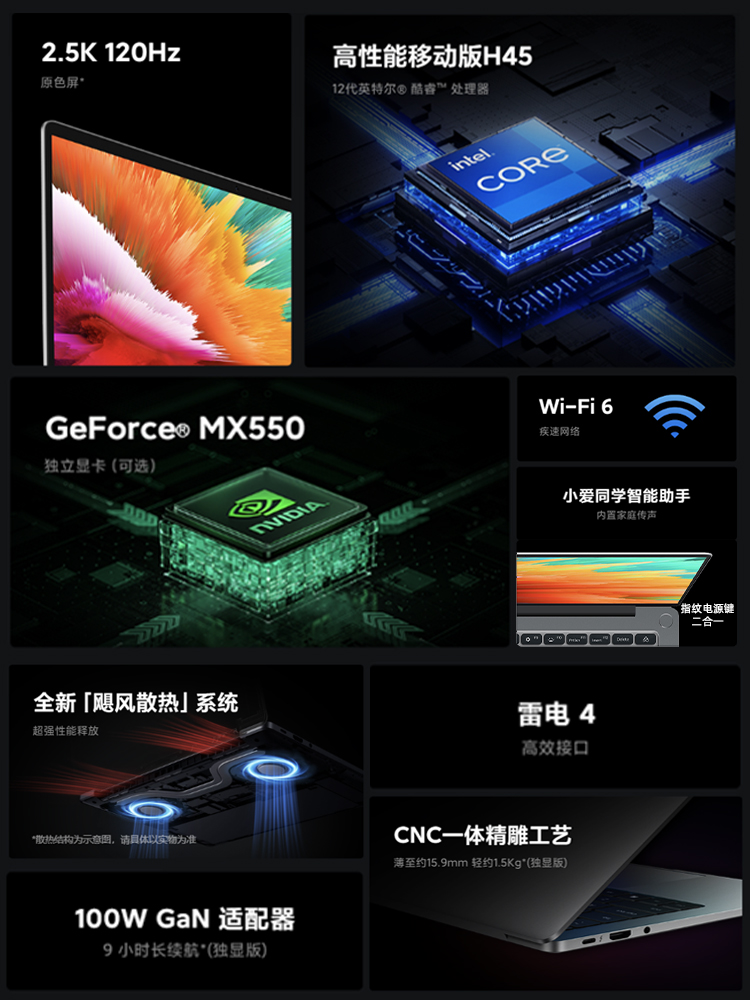 2.5K 120Hz
原色屏*
高性能移动版H45
12代英特尔® 酷睿™ 处理器
intel.
CORE
GeForce® MX550
独立显卡 (可选)
NVIDIA.
Wi-Fi 6
疾速网络
小爱同学智能助手
内置家庭传声
指纹电源键
二合一
Delete
全新「飓风散热」系统
超强性能释放
*散热结构为示意图，请具体以实物为准
雷电 4
高效接口
CNC一体精雕工艺
薄至约15.9mm 轻约1.5Kg*(独显版)
100W GaN 适配器
9 小时长续航*(独显版)